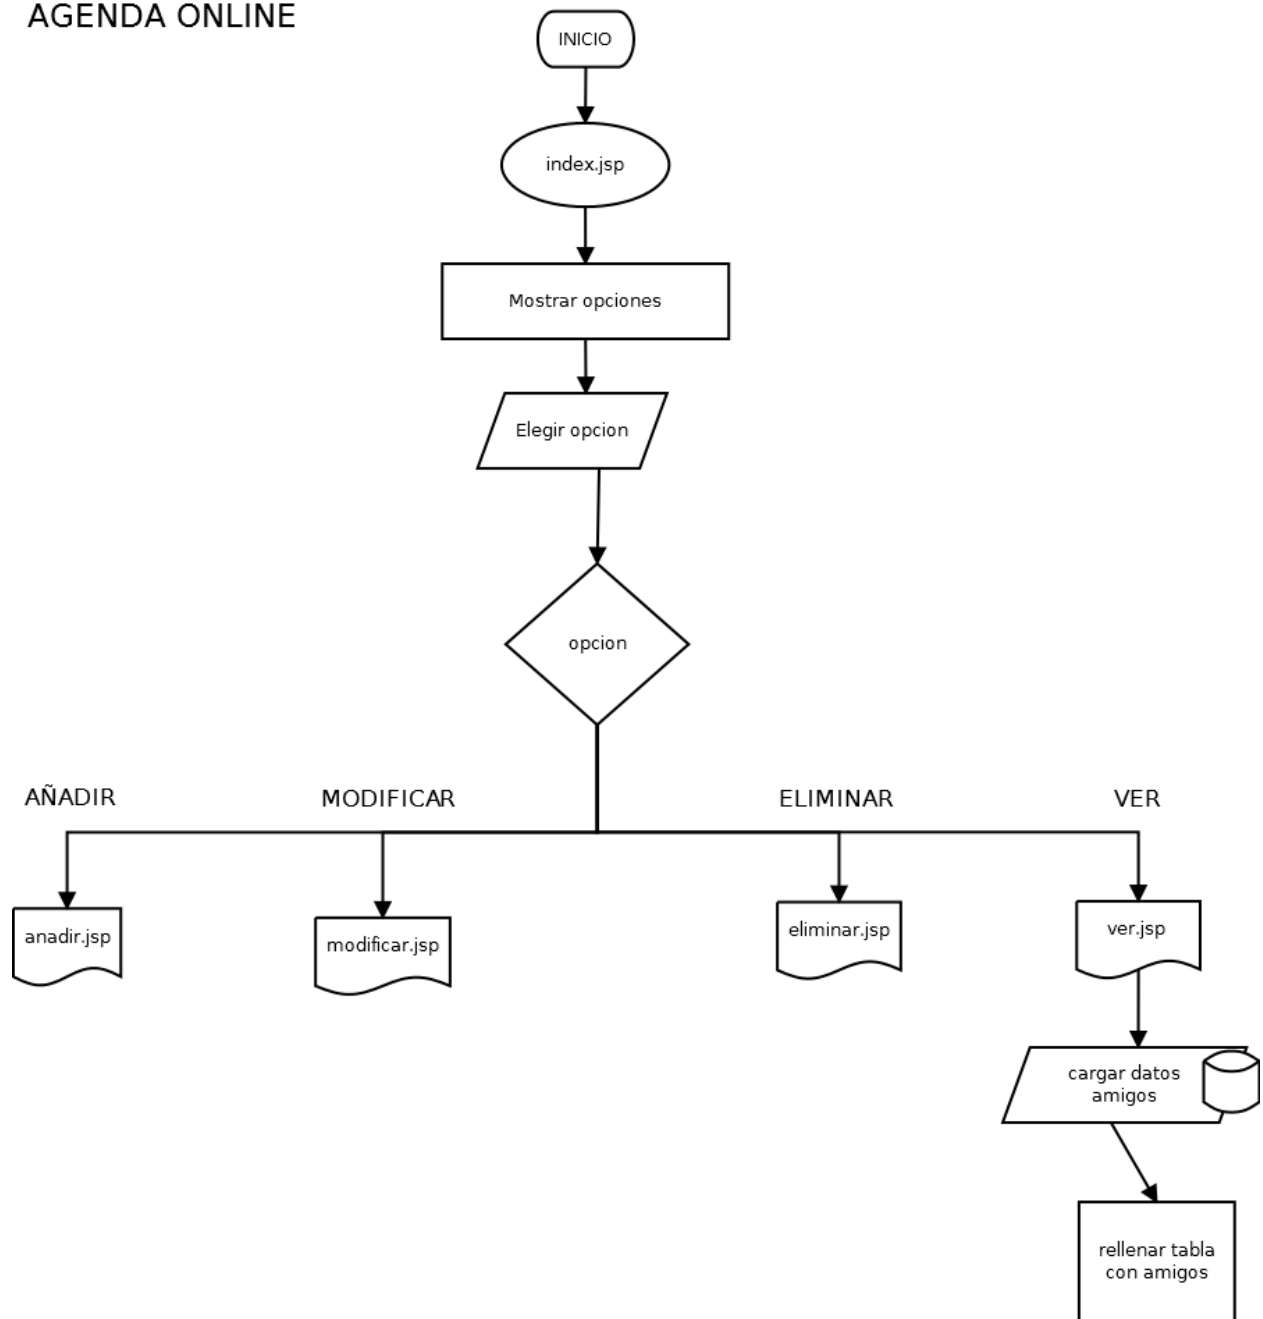 AGENDA ONLINE
INICIO
index.jsp
Mostrar opciones
Elegir opcion
opcion
AÑADIR
MODIFICAR
ELIMINAR
VER
anadir.jsp
modificar.jsp
eliminar.jsp
ver.jsp
cargar datos
amigos
rellenar tabla
con amigos